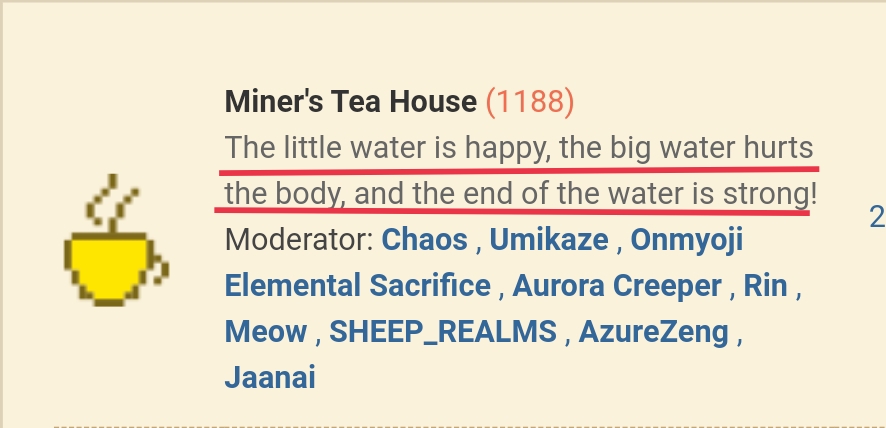 Miner's Tea House (1188)
The little water is happy, the big water hurts
the body, and the end of the water is strong!
Moderator: Chaos , Umikaze , Onmyoji
Elemental Sacrifice , Aurora Creeper , Rin ,
Meow , SHEEP_REALMS , AzureZeng ,
Jaanai
2